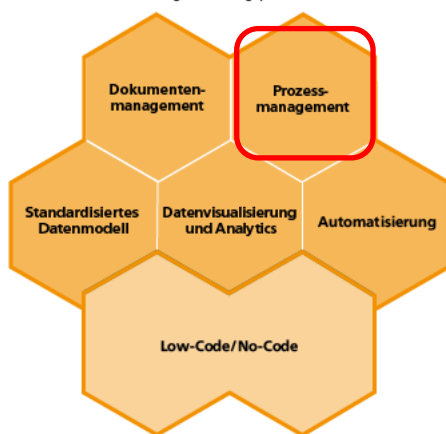 Dokumenten-
management
Prozess-
management
Standardisiertes
Datenmodell
Datenvisualisierung
und Analytics
Automatisierung
Low-Code/No-Code